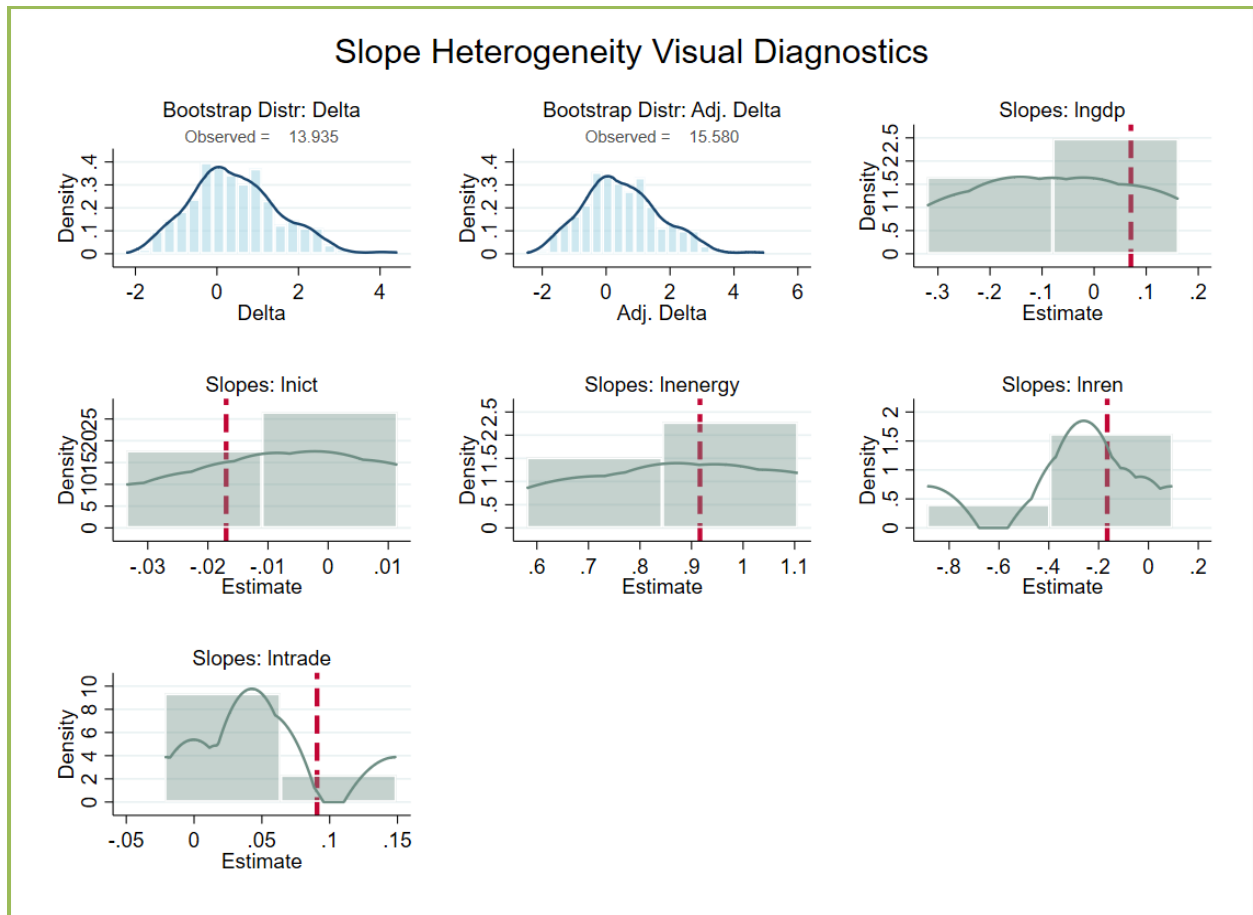 Slope Heterogeneity Visual Diagnostics
Bootstrap Distr: Delta
Observed = 13.935
Density
0 .1 .2 .3 .4
-2 0 2 4
Delta
Bootstrap Distr: Adj. Delta
Observed = 15.580
Density
0 .1 .2 .3 .4
-2 0 2 4 6
Adj. Delta
Slopes: lngdp
Density
0 .5 1 1.5 2 2.5
-.3 -.2 -.1 0 .1 .2
Estimate
Slopes: lnict
Density
0 5 10 15 20 25
-.03 -.02 -.01 0 .01
Estimate
Slopes: lnenergy
Density
0 .5 1 1.5 2 2.5
.6 .7 .8 .9 1 1.1
Estimate
Slopes: lnren
Density
0 .5 1 1.5 2
-.8 -.6 -.4 -.2 0 .2
Estimate
Slopes: lntrade
Density
0 2 4 6 8 10
-.05 0 .05 .1 .15
Estimate